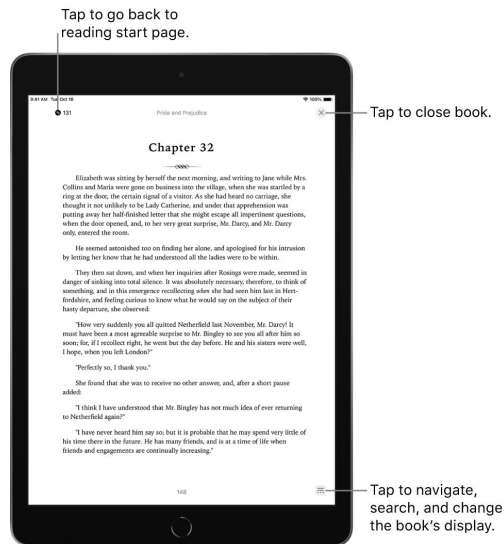 Tap to go back to
reading start page.
9:41 AM Tue Oct 18
100%
131
Pride and Prejudice
Tap to close book.
Chapter 32
Elizabeth was sitting by herself the next morning, and writing to Jane while Mrs.
Collins and Maria were gone on business into the village, when she was startled by a
ring at the door, the certain signal of a visitor. As she had heard no carriage, she
thought it not unlikely to be Lady Catherine, and under that apprehension was
putting away her half-finished letter that she might escape all impertinent questions,
when the door opened, and, to her very great surprise, Mr. Darcy, and Mr. Darcy
only, entered the room.
He seemed astonished too on finding her alone, and apologised for his intrusion
by letting her know that he had understood all the ladies were to be within.
They then sat down, and when her inquiries after Rosings were made, seemed in
danger of sinking into total silence. It was absolutely necessary, therefore, to think of
something, and in this emergence recollecting when she had seen him last in Hert-
fordshire, and feeling curious to know what he would say on the subject of their
hasty departure, she observed:
"How very suddenly you all quitted Netherfield last November, Mr. Darcy! It
must have been a most agreeable surprise to Mr. Bingley to see you all after him so
soon; for, if I recollect right, he went but the day before. He and his sisters were well,
I hope, when you left London?"
"Perfectly so, I thank you."
She found that she was to receive no other answer, and, after a short pause
added:
"I think I have understood that Mr. Bingley has not much idea of ever returning
to Netherfield again?"
"I have never heard him say so; but it is probable that he may spend very little of
his time there in the future. He has many friends, and is at a time of life when
friends and engagements are continually increasing."
148
Tap to navigate,
search, and change
the book's display.